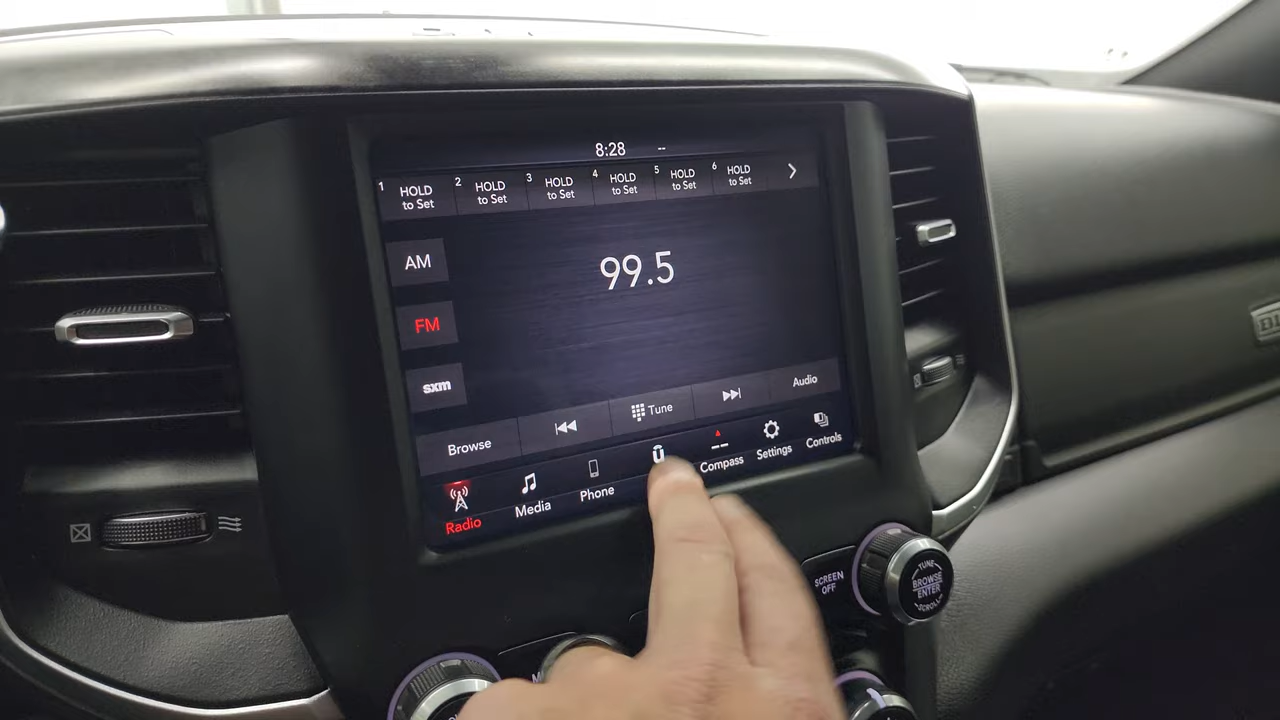 8:28 --
1 HOLD to Set
2 HOLD to Set
3 HOLD to Set
4 HOLD to Set
5 HOLD to Set
6 HOLD to Set
AM
99.5
FM
sxm
Browse
Tune
Audio
Radio
Media
Phone
Compass
Settings
Controls
SCREEN
OFF
TUNE
BROWSE
ENTER
SCROLL